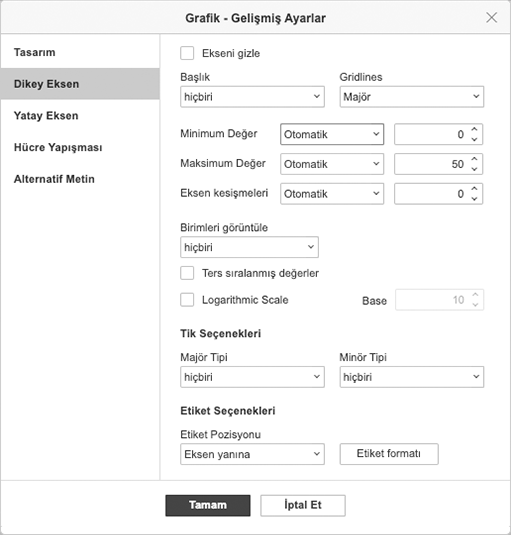 Grafik - Gelişmiş Ayarlar
Tasarım
Dikey Eksen
Yatay Eksen
Hücre Yapışması
Alternatif Metin
Ekseni gizle
Başlık Gridlines
hiçbiri Majör
Minimum Değer Otomatik 0
Maksimum Değer Otomatik 50
Eksen kesişmeleri Otomatik 0
Birimleri görüntüle
hiçbiri
Ters sıralanmış değerler
Logarithmic Scale Base 10
Tik Seçenekleri
Majör Tipi Minör Tipi
hiçbiri hiçbiri
Etiket Seçenekleri
Etiket Pozisyonu
Eksen yanına Etiket formatı
Tamam İptal Et